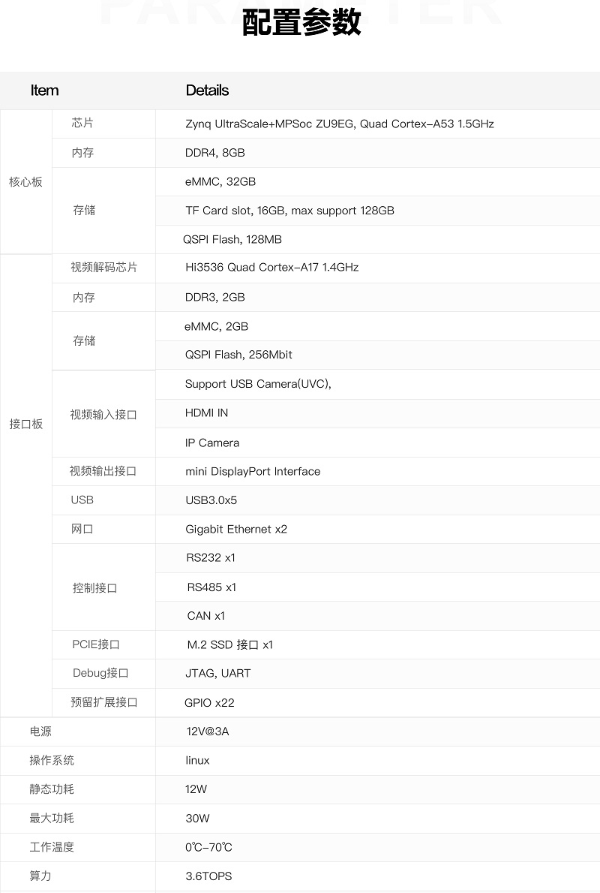 PARAMETER
配置参数
Item Details
核心板
芯片 Zynq UltraScale+MPSoc ZU9EG, Quad Cortex-A53 1.5GHz
内存 DDR4, 8GB
存储
eMMC, 32GB
TF Card slot, 16GB, max support 128GB
QSPI Flash, 128MB
接口板
视频解码芯片 Hi3536 Quad Cortex-A17 1.4GHz
内存 DDR3, 2GB
存储
eMMC, 2GB
QSPI Flash, 256Mbit
视频输入接口
Support USB Camera(UVC),
HDMI IN
IP Camera
视频输出接口 mini DisplayPort Interface
USB USB3.0x5
网口 Gigabit Ethernet x2
控制接口
RS232 x1
RS485 x1
CAN x1
PCIE接口 M.2 SSD 接口 x1
Debug接口 JTAG, UART
预留扩展接口 GPIO x22
电源 12V@3A
操作系统 linux
静态功耗 12W
最大功耗 30W
工作温度 0℃-70℃
算力 3.6TOPS